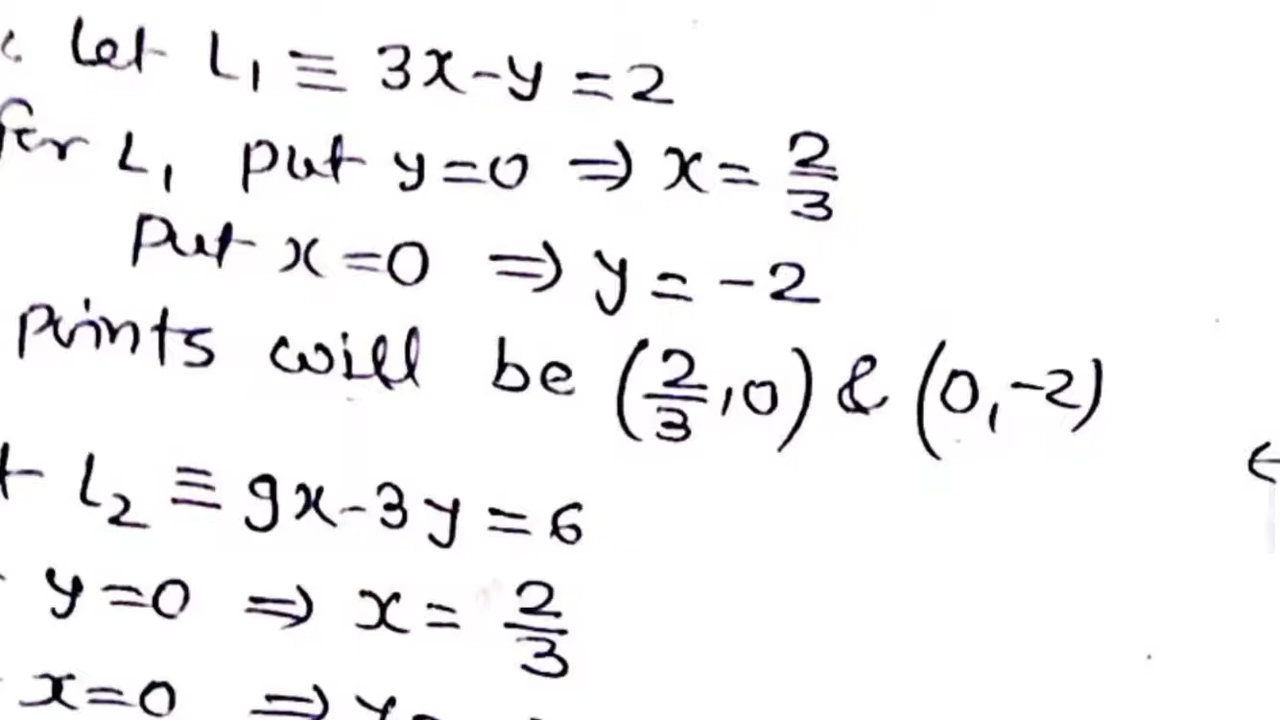 Let L₁ ≡ 3x-y=2
for L₁ put y=0 ⇒ x= 2/3
Put x=0 ⇒ y= -2
Points will be (2/3,0) & (0,-2)
L₂ ≡ 9x-3y=6
y=0 ⇒ x= 2/3
x=0 ⇒ y=